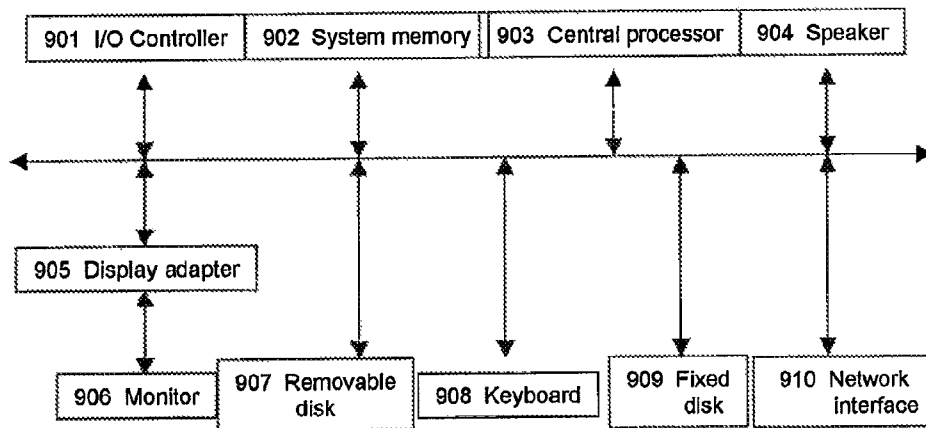 901 I/O Controller
902 System memory
903 Central processor
904 Speaker
905 Display adapter
906 Monitor
907 Removable
disk
908 Keyboard
909 Fixed
disk
910 Network
interface